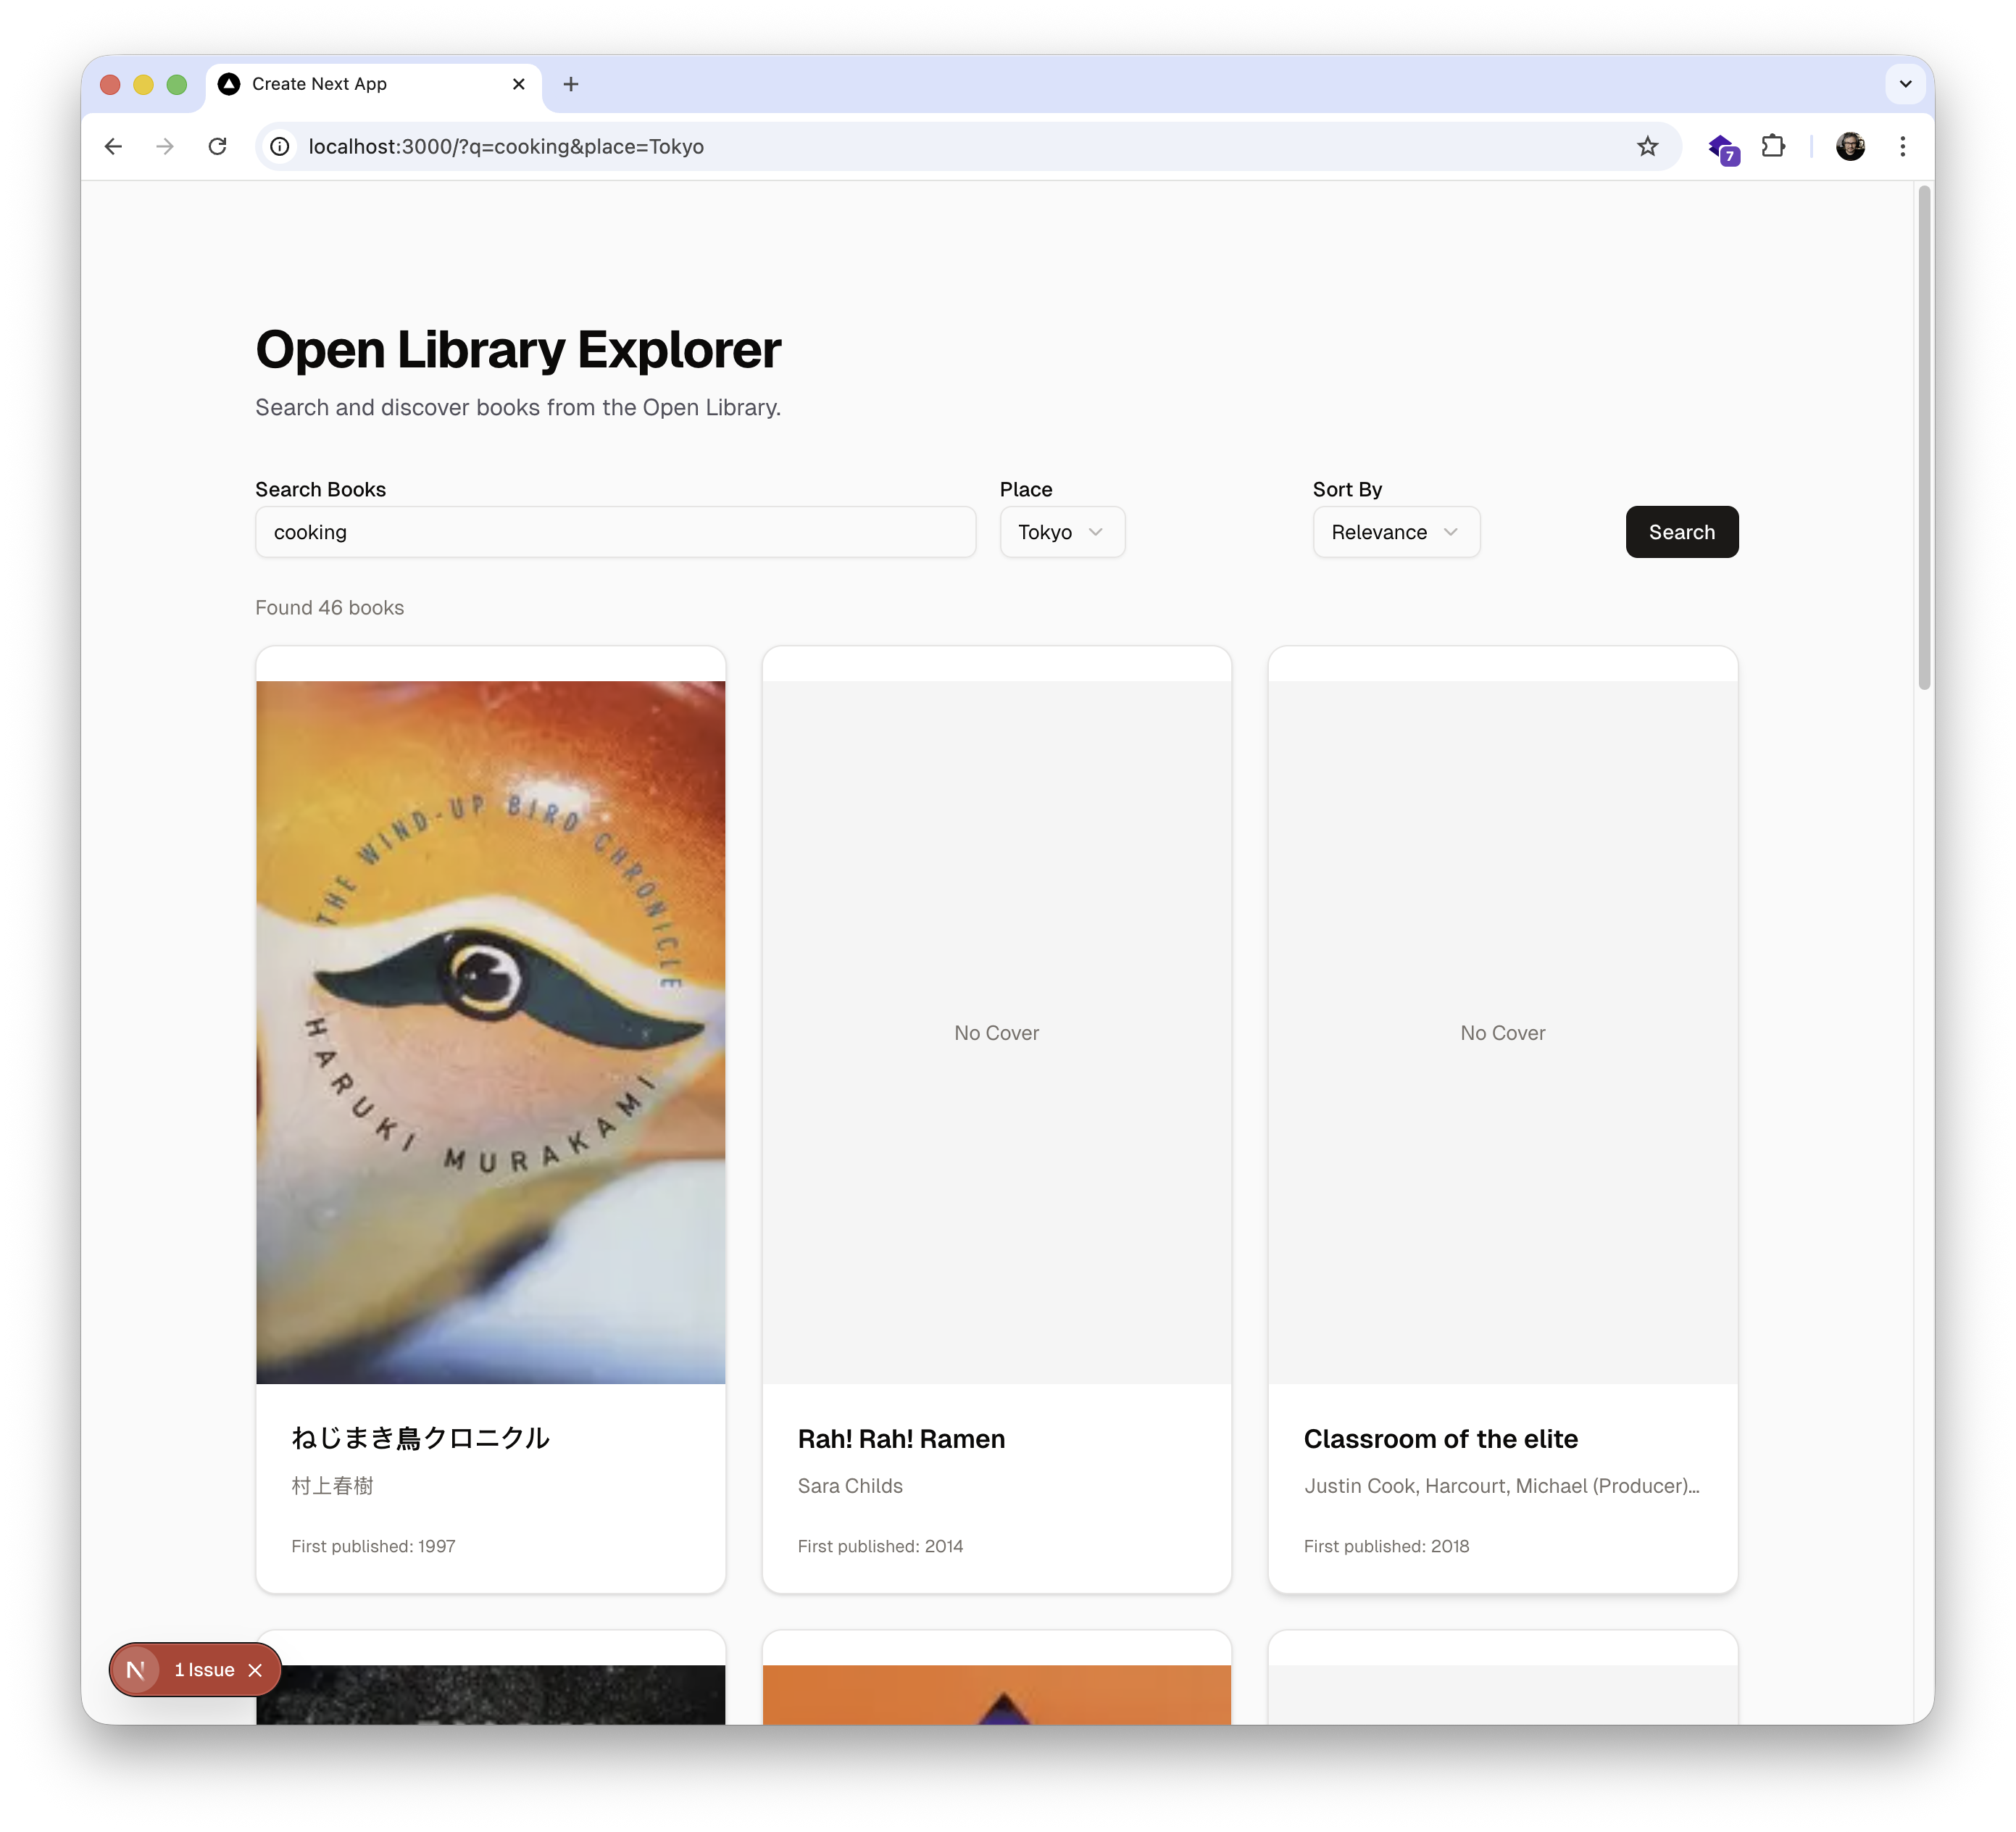 Create Next App
localhost:3000/?q=cooking&place=Tokyo
7
Open Library Explorer
Search and discover books from the Open Library.
Search Books
Place
Sort By
cooking
Tokyo
Relevance
Search
Found 46 books
THE WIND-UP BIRD CHRONICLE
HARUKI MURAKAMI
No Cover
No Cover
ねじまき鳥クロニクル
村上春樹
First published: 1997
Rah! Rah! Ramen
Sara Childs
First published: 2014
Classroom of the elite
Justin Cook, Harcourt, Michael (Producer)...
First published: 2018
N
1 Issue